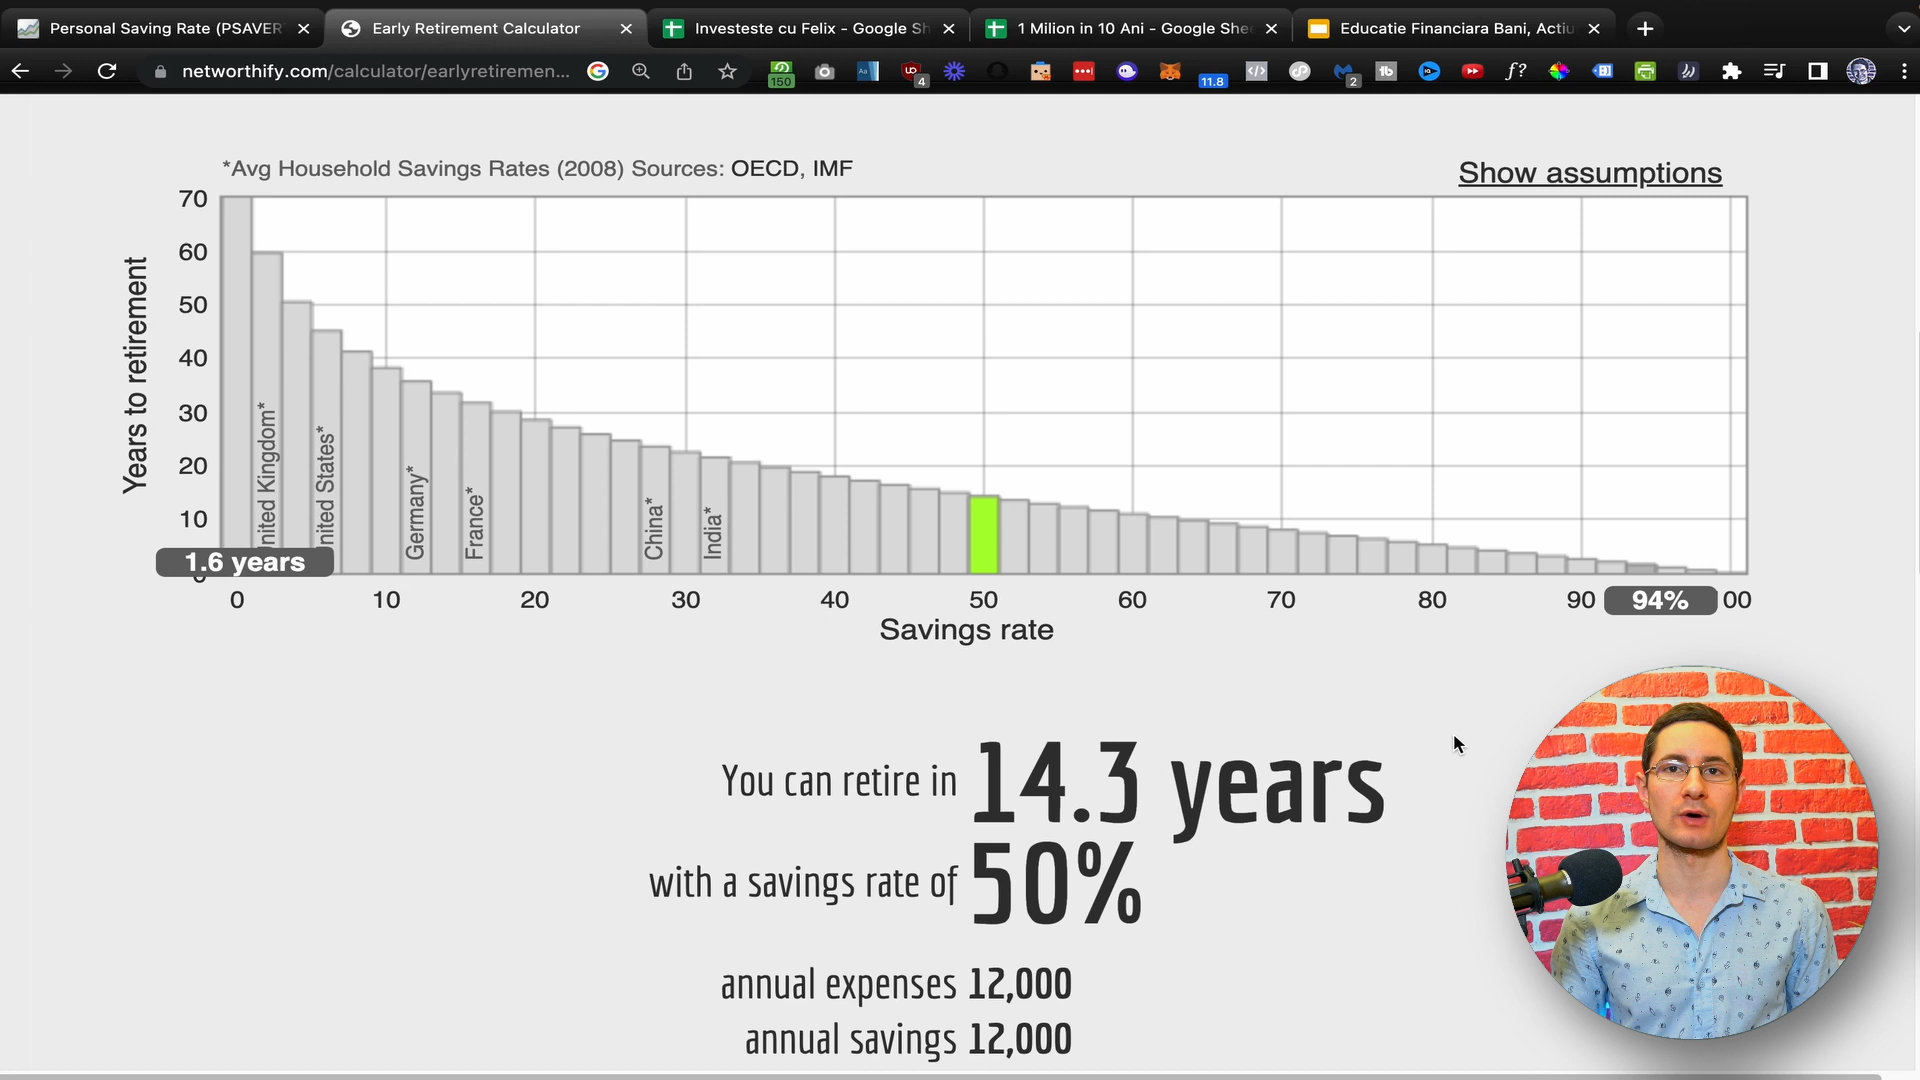 Personal Saving Rate (PSAVER
Early Retirement Calculator
Investeste cu Felix - Google Sh
1 Milion in 10 Ani - Google Shee
Educatie Financiara Bani, Actiu
networthify.com/calculator/earlyretiremen...
150
4
11.8
2
f?
*Avg Household Savings Rates (2008) Sources: OECD, IMF
Show assumptions
Years to retirement
70
60
50
40
30
20
10
United Kingdom*
United States*
Germany*
France*
China*
India*
1.6 years
0 10 20 30 40 50 60 70 80 90 94% 00
Savings rate
You can retire in 14.3 years
with a savings rate of 50%
annual expenses 12,000
annual savings 12,000